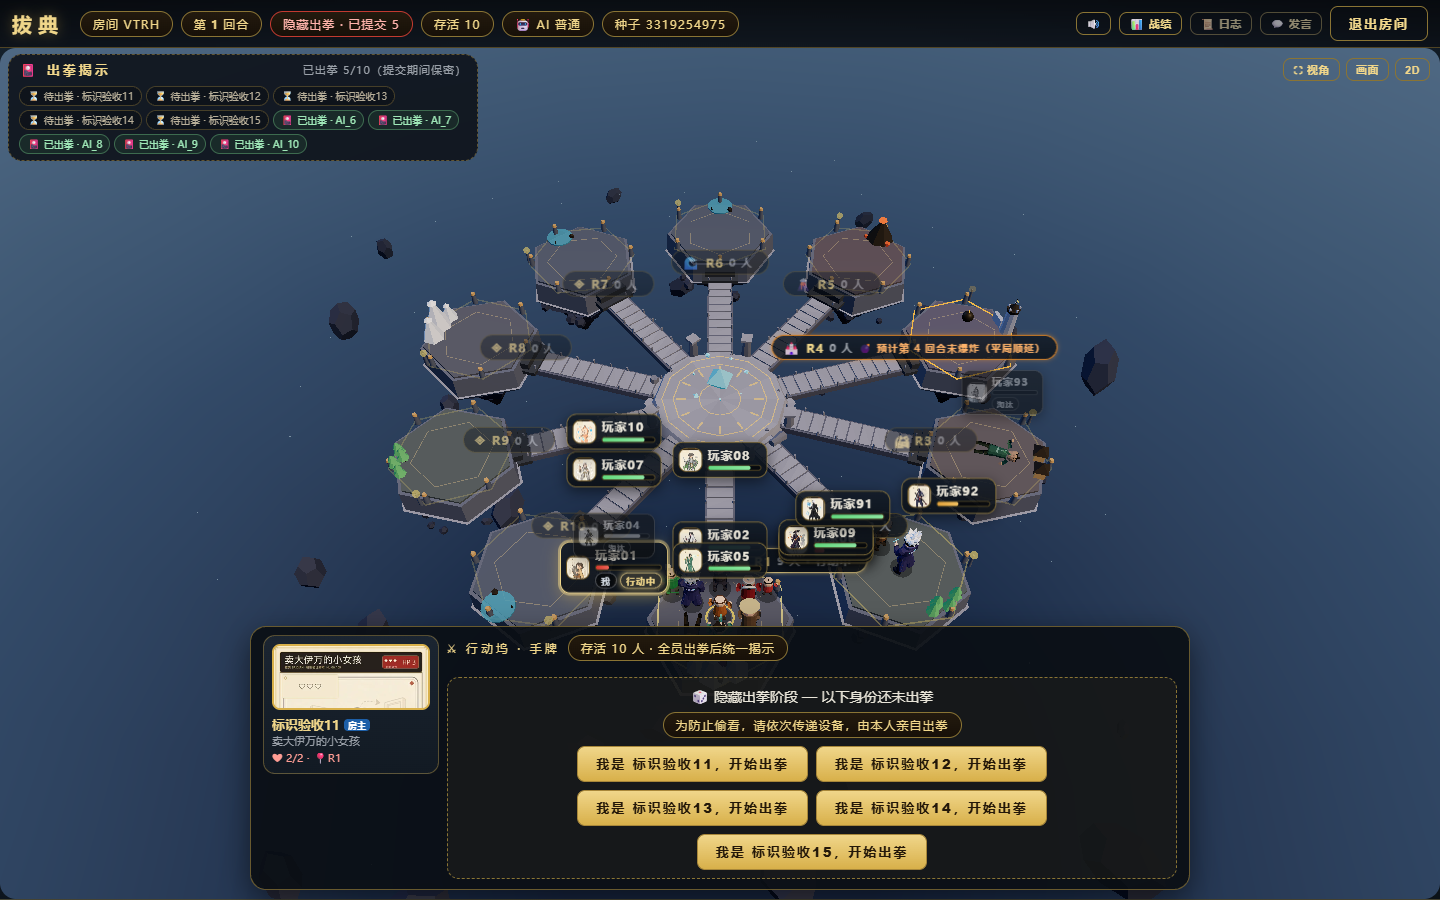 拔典 房间 VTRH 第 1 回合 隐藏出拳 · 已提交 5 存活 10 AI 普通 种子 3319254975 战绩 日志 发言 退出房间
出拳揭示 已出拳 5/10（提交期间保密）
待出拳 · 标识验收11 待出拳 · 标识验收12 待出拳 · 标识验收13
待出拳 · 标识验收14 待出拳 · 标识验收15 已出拳 · AI_6 已出拳 · AI_7
已出拳 · AI_8 已出拳 · AI_9 已出拳 · AI_10
视角 画面 2D
R6 0 人
R7 0 人 R5 0 人
R8 0 人 R4 0 人 预计第 4 回合末爆炸（平局顺延）
玩家93
淘汰
玩家10
R9 0 人 R3 0 人
玩家07 玩家08
玩家92
玩家91
玩家04
玩家02 玩家09
玩家01 玩家05
我 行动中
卖大伊万的小女孩
行动坞 · 手牌 存活 10 人 · 全员出拳后统一揭示
隐藏出拳阶段 — 以下身份还未出拳
标识验收11 房主
为防止偷看，请依次传递设备，由本人亲自出拳
卖大伊万的小女孩
2/2 · R1
我是 标识验收11，开始出拳 我是 标识验收12，开始出拳
我是 标识验收13，开始出拳 我是 标识验收14，开始出拳
我是 标识验收15，开始出拳